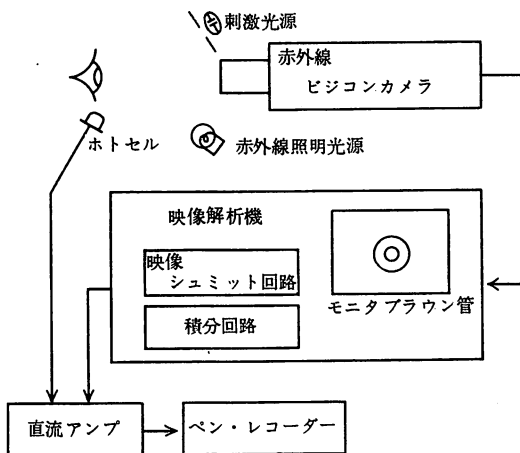 刺激光源
赤外線
ビジコンカメラ
ホトセル
赤外線照明光源
映像解析機
映像
シュミット回路
積分回路
モニタブラウン管
直流アンプ
ペン・レコーダー